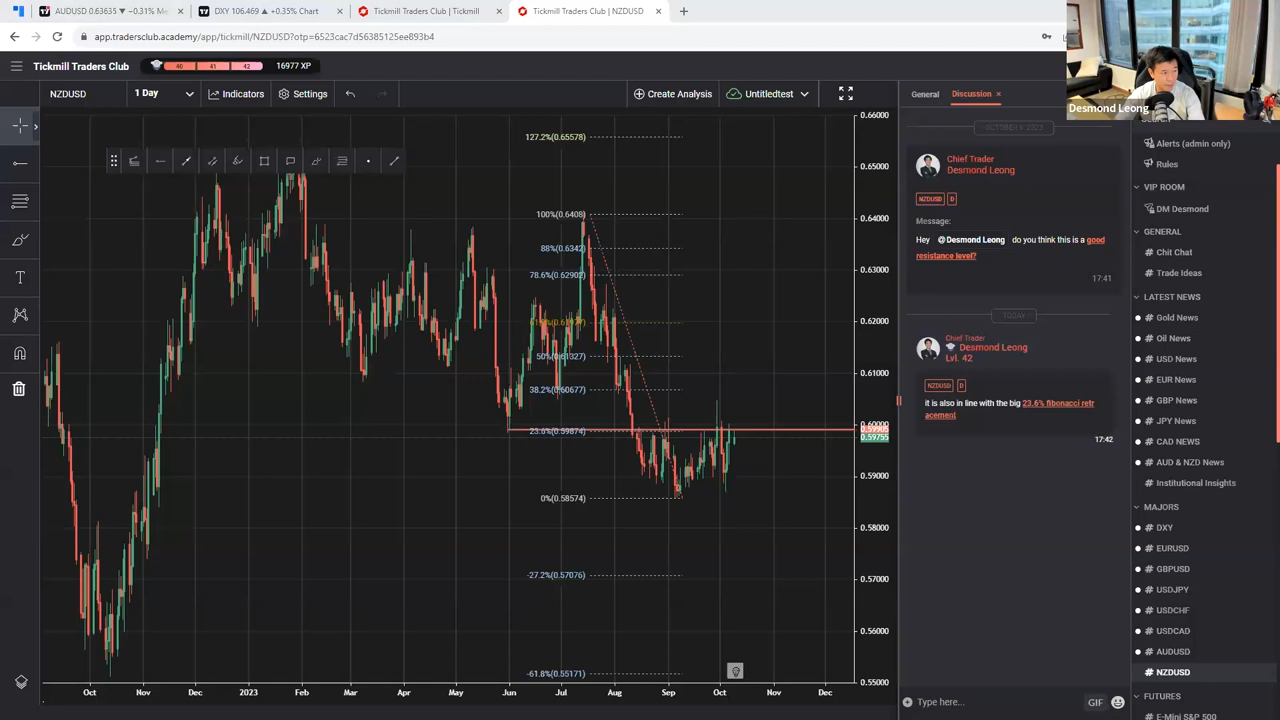 AUDUSD 0.63635 ▼ −0.31% M
DXY 106.469 ▲ +0.35% Chart
Tickmill Traders Club | Tickmill
Tickmill Traders Club | NZDUSD
app.tradersclub.academy/app/tickmill/NZDUSD?otp=6523cac7d56385125ee893b4
Desmond Leong
Tickmill Traders Club
40 41 42
16977 XP
NZDUSD
1 Day
Indicators
Settings
Create Analysis
Untitledtest
127.2%(0.65578)
100%(0.6408)
88%(0.6342)
78.6%(0.62902)
50%(0.61327)
38.2%(0.60677)
23.6%(0.59874)
0%(0.58574)
-27.2%(0.57076)
-61.8%(0.55171)
0.66000
0.65000
0.64000
0.63000
0.62000
0.61000
0.60000
0.59755
0.59000
0.58000
0.57000
0.56000
0.55000
Oct Nov Dec 2023 Feb Mar Apr May Jun Jul Aug Sep Oct Nov Dec
General
Discussion
Chief Trader
Desmond Leong
NZDUSD D
Message:
Hey @Desmond Leong do you think this is a good
resistance level?
17:41
TODAY
Chief Trader
Desmond Leong
Lvl. 42
NZDUSD D
it is also in line with the big 23.6% fibonacci retr
acement
17:42
Type here...
GIF
Alerts (admin only)
Rules
VIP ROOM
DM Desmond
GENERAL
# Chit Chat
# Trade Ideas
LATEST NEWS
# Gold News
# Oil News
# USD News
# EUR News
# GBP News
# JPY News
# CAD NEWS
# AUD & NZD News
# Institutional Insights
MAJORS
# DXY
# EURUSD
# GBPUSD
# USDJPY
# USDCHF
# USDCAD
# AUDUSD
# NZDUSD
FUTURES
# E-Mini S&P 500